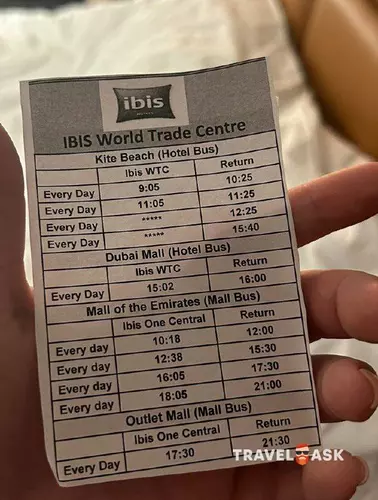 ibis
IBIS World Trade Centre
Kite Beach (Hotel Bus)
Ibis WTC Return
Every Day 9:05 10:25
Every Day 11:05 11:25
Every Day ***** 12:25
Every Day ***** 15:40
Dubai Mall (Hotel Bus)
Ibis WTC Return
Every Day 15:02 16:00
Mall of the Emirates (Mall Bus)
Ibis One Central Return
Every day 10:18 12:00
Every day 12:38 15:30
Every day 16:05 17:30
Every day 18:05 21:00
Outlet Mall (Mall Bus)
Ibis One Central Return
Every Day 17:30 21:30
TRAVEL ASK